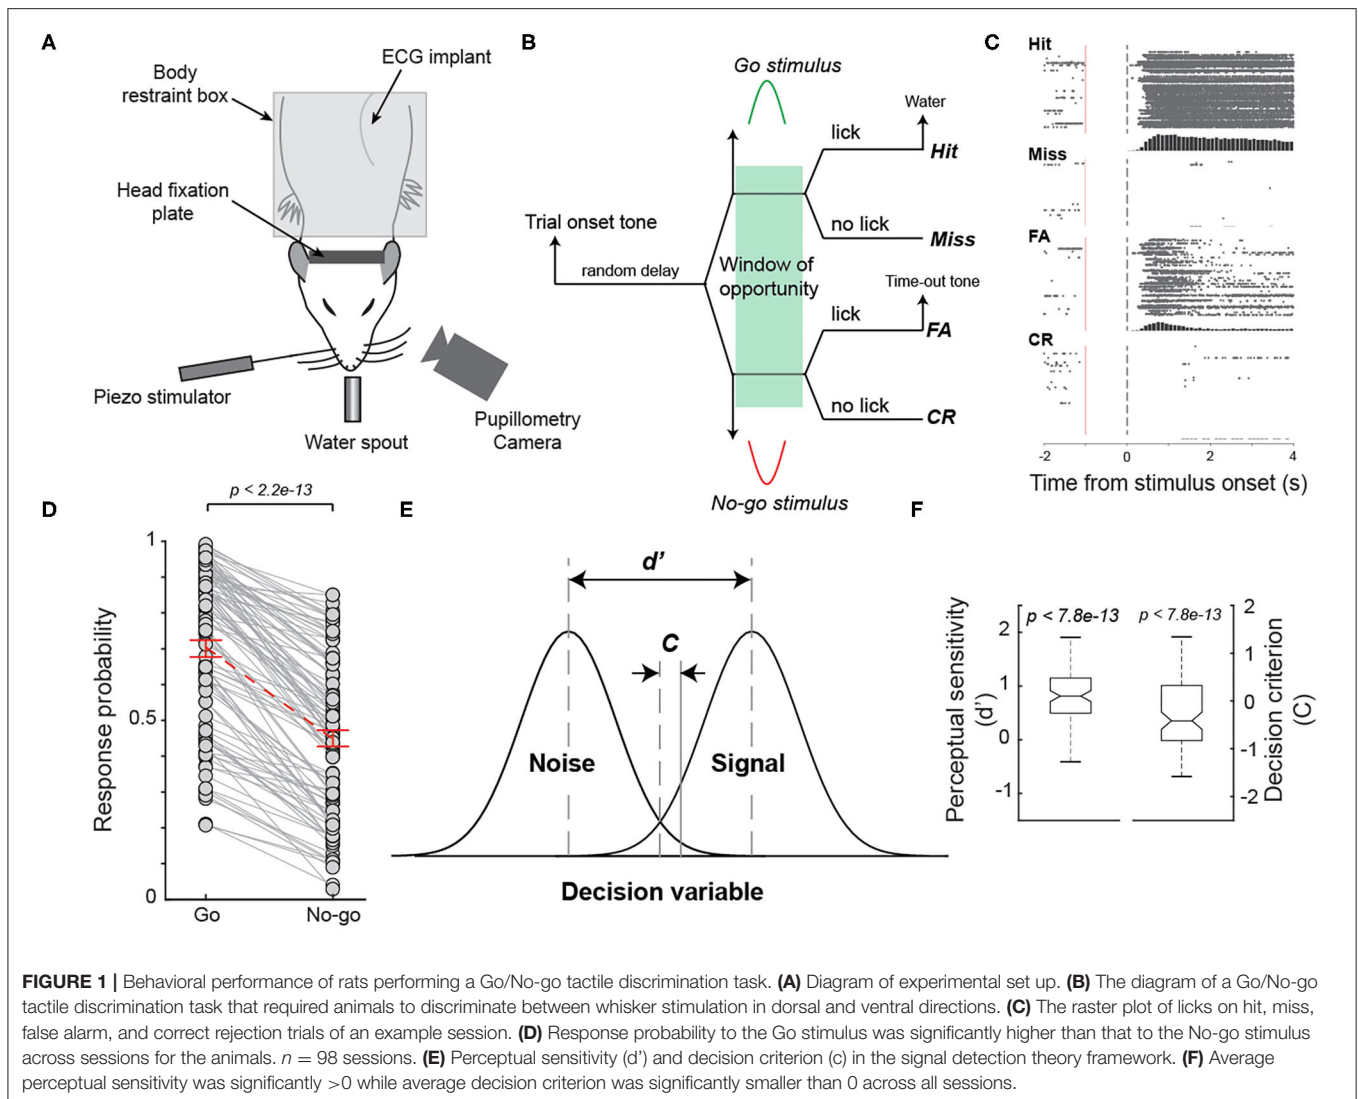 A
Body
restraint box
ECG implant
Head fixation
plate
Piezo stimulator
Water spout
Pupillometry
Camera
B
Go stimulus
Trial onset tone
random delay
Window of
opportunity
lick
Water
Hit
no lick
Miss
Time-out tone
lick
FA
no lick
CR
No-go stimulus
C
Hit
Miss
FA
CR
-2 0 2 4
Time from stimulus onset (s)
D
p < 2.2e-13
1
0.5
0
Response probability
Go No-go
E
d'
C
Noise
Signal
Decision variable
F
p < 7.8e-13 p < 7.8e-13
2
1
0
-1
Perceptual sensitivity
(d')
2
1
0
-1
-2
Decision criterion
(C)
FIGURE 1 | Behavioral performance of rats performing a Go/No-go tactile discrimination task. (A) Diagram of experimental set up. (B) The diagram of a Go/No-go
tactile discrimination task that required animals to discriminate between whisker stimulation in dorsal and ventral directions. (C) The raster plot of licks on hit, miss,
false alarm, and correct rejection trials of an example session. (D) Response probability to the Go stimulus was significantly higher than that to the No-go stimulus
across sessions for the animals. n = 98 sessions. (E) Perceptual sensitivity (d') and decision criterion (c) in the signal detection theory framework. (F) Average
perceptual sensitivity was significantly >0 while average decision criterion was significantly smaller than 0 across all sessions.